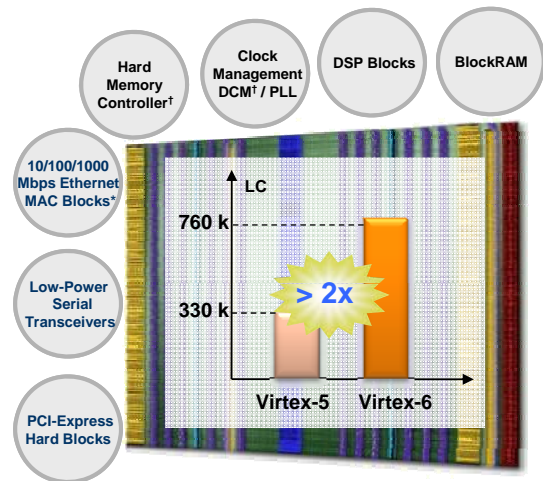 Hard
Memory
Controller†
Clock
Management
DCM† / PLL
DSP Blocks
BlockRAM
10/100/1000
Mbps Ethernet
MAC Blocks*
Low-Power
Serial
Transceivers
PCI-Express
Hard Blocks
LC
760 k
> 2x
330 k
Virtex-5 Virtex-6